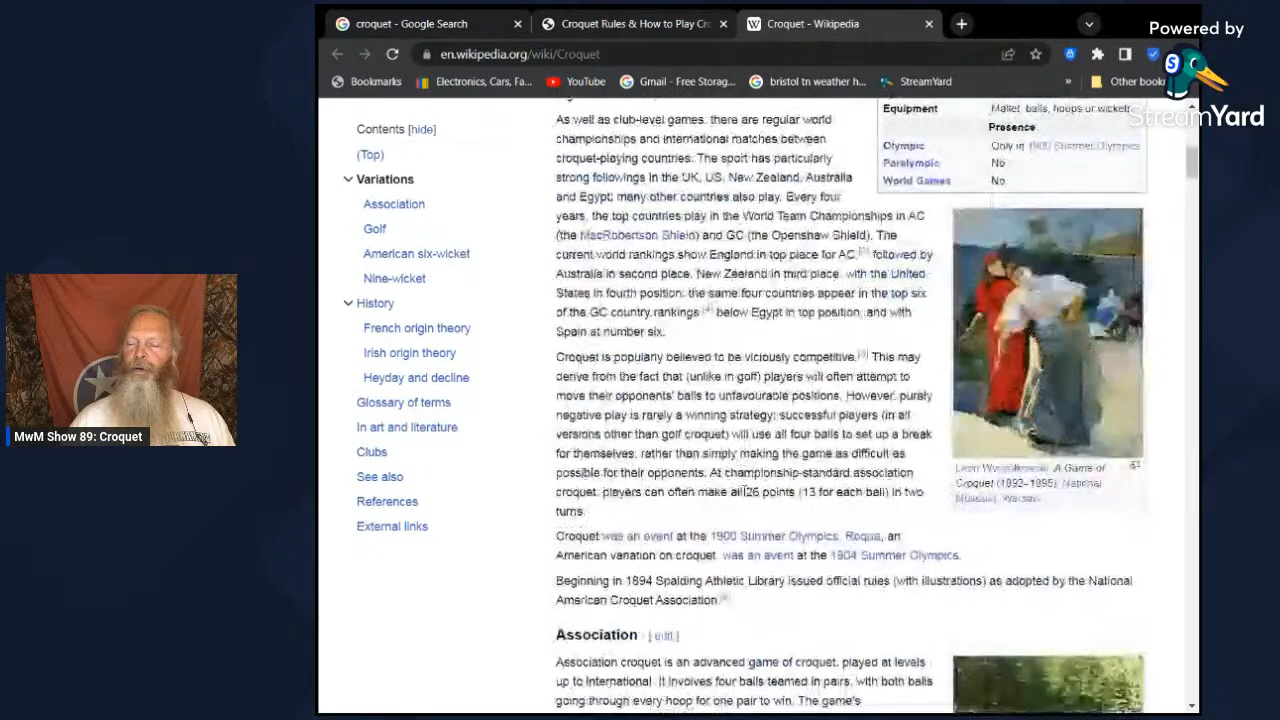 croquet - Google Search
Croquet Rules & How to Play Cr
Croquet - Wikipedia
Powered by
StreamYard
en.wikipedia.org/wiki/Croquet
Bookmarks
Electronics, Cars, Fa...
YouTube
Gmail - Free Storag...
bristol tn weather h...
StreamYard
»
Other book
Contents [hide]
(Top)
Variations
Association
Golf
American six-wicket
Nine-wicket
History
French origin theory
Irish origin theory
Heyday and decline
Glossary of terms
In art and literature
Clubs
See also
References
External links
As well as club-level games, there are regular world
championships and international matches between
croquet-playing countries. The sport has particularly
strong followings in the UK, US, New Zealand, Australia
and Egypt; many other countries also play. Every four
years, the top countries play in the World Team Championships in AC
(the MacRobertson Shield) and GC (the Openshaw Shield). The
current world rankings show England in top place for AC, followed by
Australia in second place, New Zealand in third place, with the United
States in fourth position; the same four countries appear in the top six
of the GC country rankings below Egypt in top position, and with
Spain at number six.
Croquet is popularly believed to be viciously competitive. This may
derive from the fact that (unlike in golf) players will often attempt to
move their opponents' balls to unfavourable positions. However, purely
negative play is rarely a winning strategy: successful players (in all
versions other than golf croquet) will use all four balls to set up a break
for themselves, rather than simply making the game as difficult as
possible for their opponents. At championship-standard association
croquet, players can often make all 26 points (13 for each ball) in two
turns.
Croquet was an event at the 1900 Summer Olympics. Roque, an
American variation on croquet, was an event at the 1904 Summer Olympics.
Beginning in 1894 Spalding Athletic Library issued official rules (with illustrations) as adopted by the National
American Croquet Association.
Association [ edit ]
Association croquet is an advanced game of croquet, played at levels
up to International. It involves four balls teamed in pairs, with both balls
going through every hoop for one pair to win. The game's
Equipment Mallet, balls, hoops or wickets
Presence
Olympic Only in 1900 Summer Olympics
Paralympic No
World Games No
Leon Wyczółkowski, A Game of
Croquet (1892–1895), National
Museum, Warsaw
MwM Show 89: Croquet